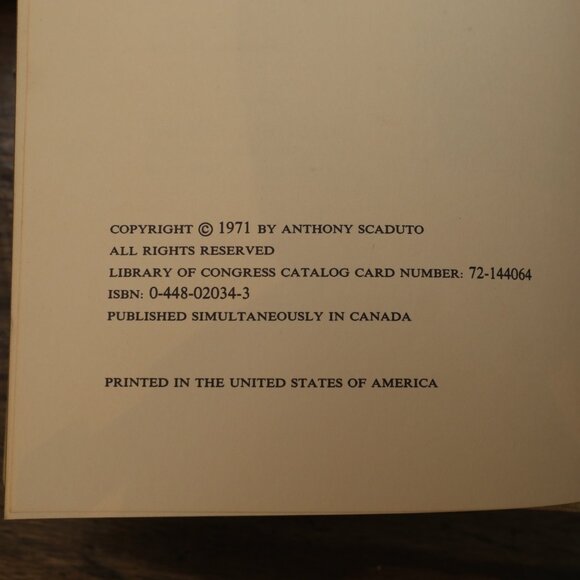 COPYRIGHT © 1971 BY ANTHONY SCADUTO
ALL RIGHTS RESERVED
LIBRARY OF CONGRESS CATALOG CARD NUMBER: 72-144064
ISBN: 0-448-02034-3
PUBLISHED SIMULTANEOUSLY IN CANADA
PRINTED IN THE UNITED STATES OF AMERICA